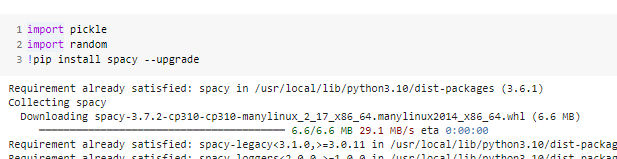 1 import pickle
2 import random
3 !pip install spacy --upgrade
Requirement already satisfied: spacy in /usr/local/lib/python3.10/dist-packages (3.6.1)
Collecting spacy
Downloading spacy-3.7.2-cp310-cp310-manylinux_2_17_x86_64.manylinux2014_x86_64.whl (6.6 MB)
6.6/6.6 MB 29.1 MB/s eta 0:00:00
Requirement already satisfied: spacy-legacy<3.1.0,>=3.0.11 in /usr/local/lib/python3.10/dist-packag
Requirement already satisfied: spacy-loggers<2.0.0,>=1.0.0 in /usr/local/lib/python3.10/dist-packag